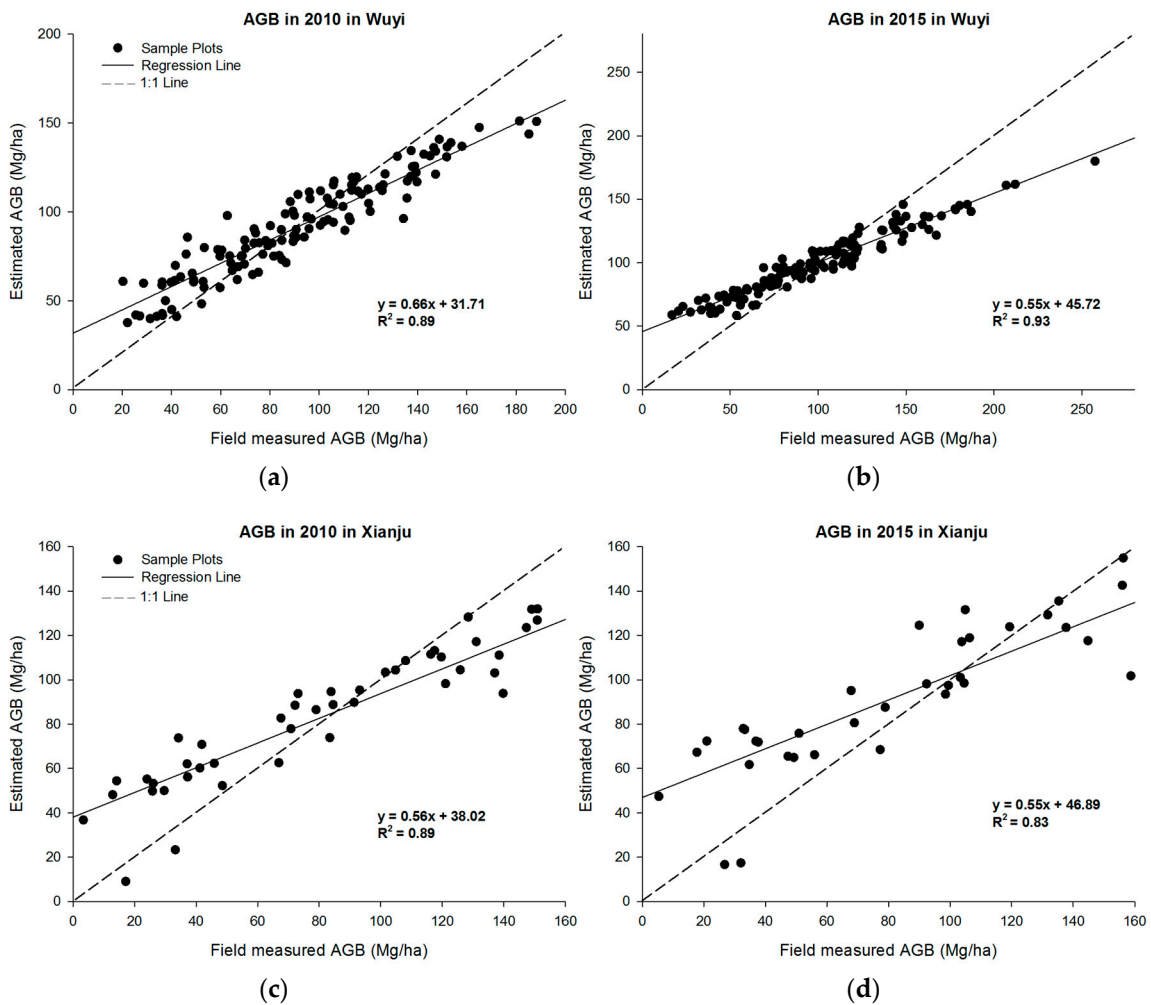 AGB in 2010 in Wuyi
200
150
100
50
0
Estimated AGB (Mg/ha)
Sample Plots
Regression Line
1:1 Line
y = 0.66x + 31.71
R² = 0.89
0 20 40 60 80 100 120 140 160 180 200
Field measured AGB (Mg/ha)
(a)
AGB in 2015 in Wuyi
250
200
150
100
50
0
Estimated AGB (Mg/ha)
y = 0.55x + 45.72
R² = 0.93
0 50 100 150 200 250
Field measured AGB (Mg/ha)
(b)
AGB in 2010 in Xianju
160
140
120
100
80
60
40
20
0
Estimated AGB (Mg/ha)
Sample Plots
Regression Line
1:1 Line
y = 0.56x + 38.02
R² = 0.89
0 20 40 60 80 100 120 140 160
Field measured AGB (Mg/ha)
(c)
AGB in 2015 in Xianju
160
140
120
100
80
60
40
20
0
Estimated AGB (Mg/ha)
y = 0.55x + 46.89
R² = 0.83
0 20 40 60 80 100 120 140 160
Field measured AGB (Mg/ha)
(d)